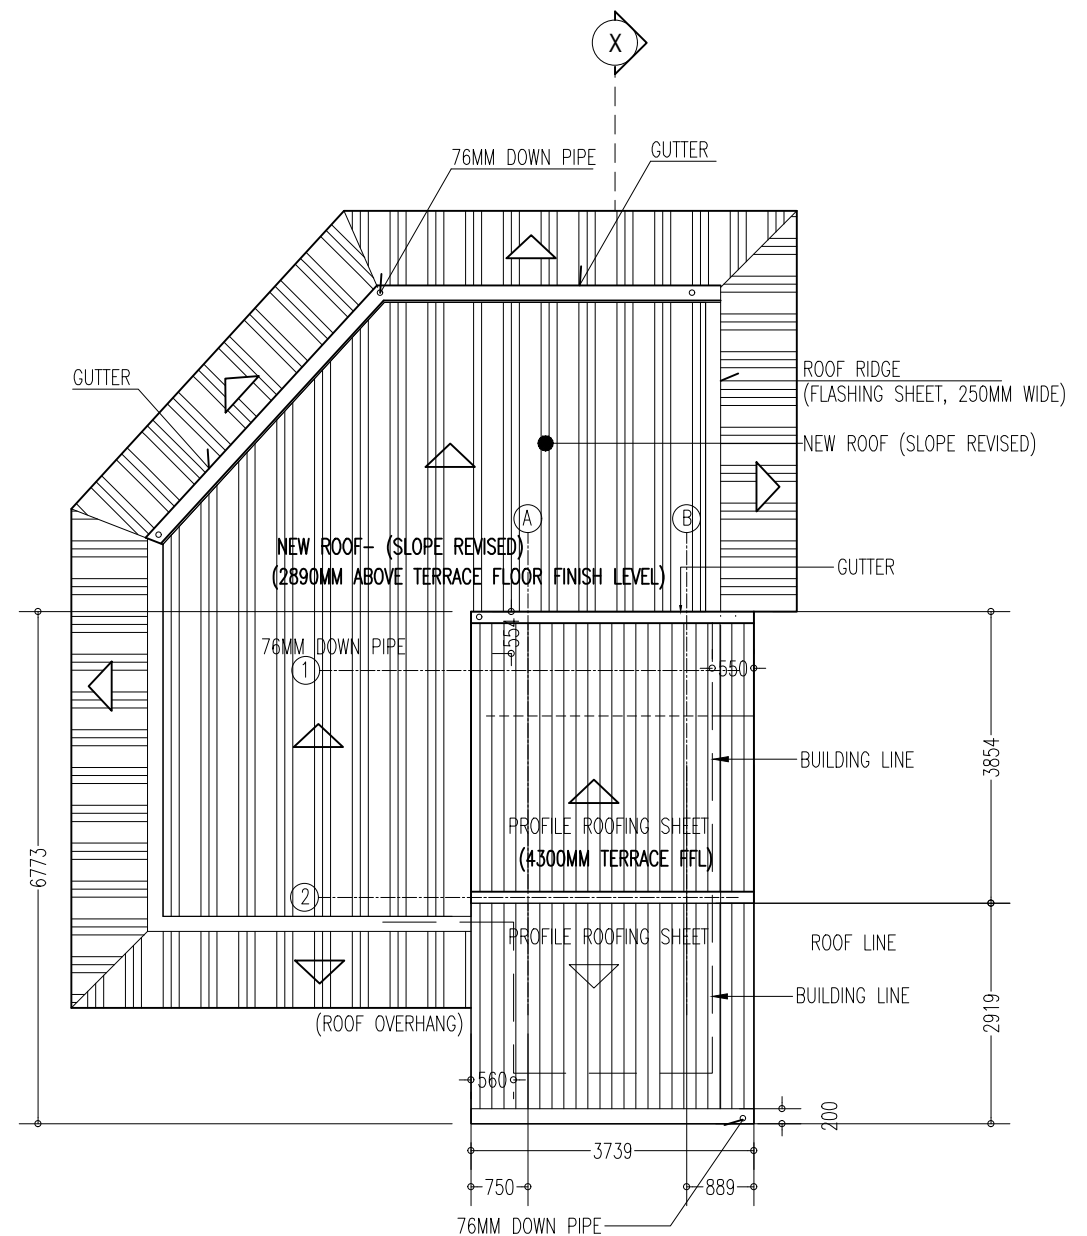 X
76MM DOWN PIPE
GUTTER
GUTTER
ROOF RIDGE
(FLASHING SHEET, 250MM WIDE)
NEW ROOF (SLOPE REVISED)
A
B
NEW ROOF- (SLOPE REVISED)
(2890MM ABOVE TERRACE FLOOR FINISH LEVEL)
GUTTER
554
76MM DOWN PIPE
1
550
3854
BUILDING LINE
PROFILE ROOFING SHEET
(4300MM TERRACE FFL)
6773
2
PROFILE ROOFING SHEET
ROOF LINE
BUILDING LINE
2919
(ROOF OVERHANG)
560
200
3739
750
889
76MM DOWN PIPE